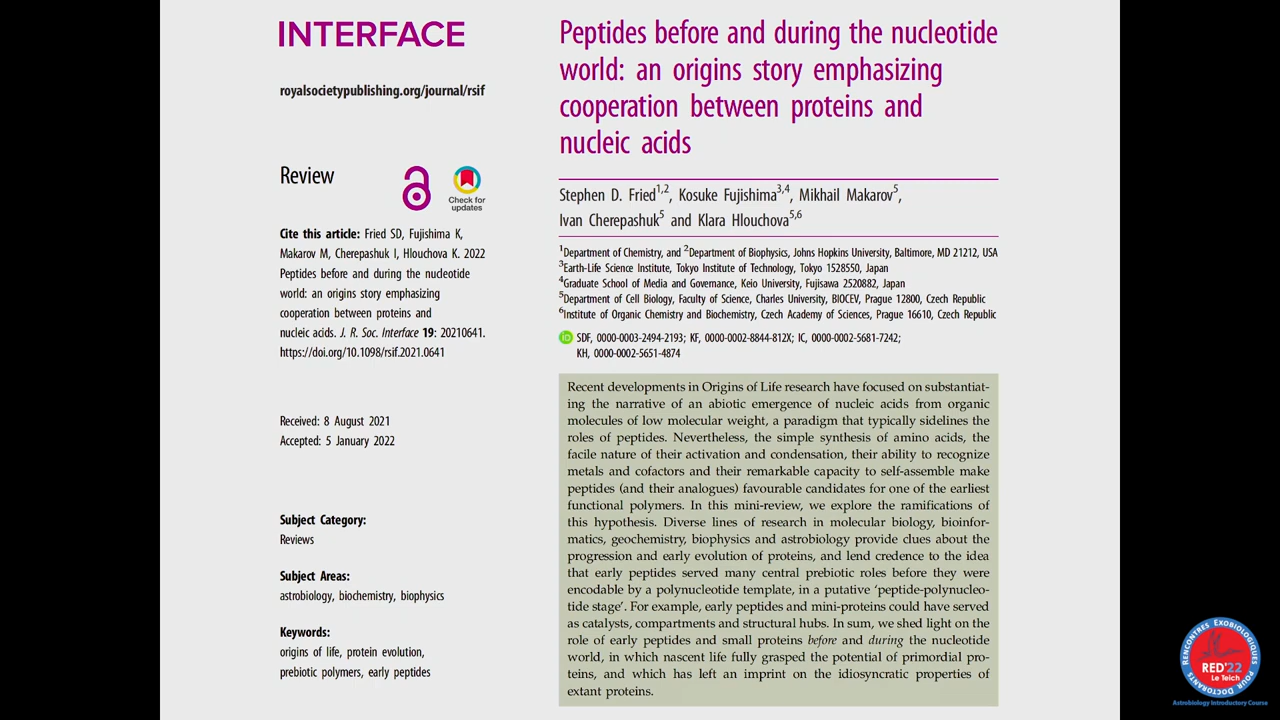 INTERFACE
royalsocietypublishing.org/journal/rsif
Review
Check for
updates
Cite this article: Fried SD, Fujishima K,
Makarov M, Cherepashuk I, Hlouchova K. 2022
Peptides before and during the nucleotide
world: an origins story emphasizing
cooperation between proteins and
nucleic acids. J. R. Soc. Interface 19: 20210641.
https://doi.org/10.1098/rsif.2021.0641
Received: 8 August 2021
Accepted: 5 January 2022
Subject Category:
Reviews
Subject Areas:
astrobiology, biochemistry, biophysics
Keywords:
origins of life, protein evolution,
prebiotic polymers, early peptides
Peptides before and during the nucleotide
world: an origins story emphasizing
cooperation between proteins and
nucleic acids
Stephen D. Fried1,2, Kosuke Fujishima3,4, Mikhail Makarov5,
Ivan Cherepashuk5 and Klara Hlouchova5,6
1Department of Chemistry, and 2Department of Biophysics, Johns Hopkins University, Baltimore, MD 21212, USA
3Earth-Life Science Institute, Tokyo Institute of Technology, Tokyo 1528550, Japan
4Graduate School of Media and Governance, Keio University, Fujisawa 2520882, Japan
5Department of Cell Biology, Faculty of Science, Charles University, BIOCEV, Prague 12800, Czech Republic
6Institute of Organic Chemistry and Biochemistry, Czech Academy of Sciences, Prague 16610, Czech Republic
iD SDF, 0000-0003-2494-2193; KF, 0000-0002-8844-812X; IC, 0000-0002-5681-7242;
KH, 0000-0002-5651-4874
Recent developments in Origins of Life research have focused on substantiat-
ing the narrative of an abiotic emergence of nucleic acids from organic
molecules of low molecular weight, a paradigm that typically sidelines the
roles of peptides. Nevertheless, the simple synthesis of amino acids, the
facile nature of their activation and condensation, their ability to recognize
metals and cofactors and their remarkable capacity to self-assemble make
peptides (and their analogues) favourable candidates for one of the earliest
functional polymers. In this mini-review, we explore the ramifications of
this hypothesis. Diverse lines of research in molecular biology, bioinfor-
matics, geochemistry, biophysics and astrobiology provide clues about the
progression and early evolution of proteins, and lend credence to the idea
that early peptides served many central prebiotic roles before they were
encodable by a polynucleotide template, in a putative ‘peptide-polynucleo-
tide stage’. For example, early peptides and mini-proteins could have served
as catalysts, compartments and structural hubs. In sum, we shed light on the
role of early peptides and small proteins before and during the nucleotide
world, in which nascent life fully grasped the potential of primordial pro-
teins, and which has left an imprint on the idiosyncratic properties of
extant proteins.
RENCONTRES EXOBIOLOGIQUES POUR DOCTORANTS
RED'22
Le Teich
Astrobiology Introductory Course